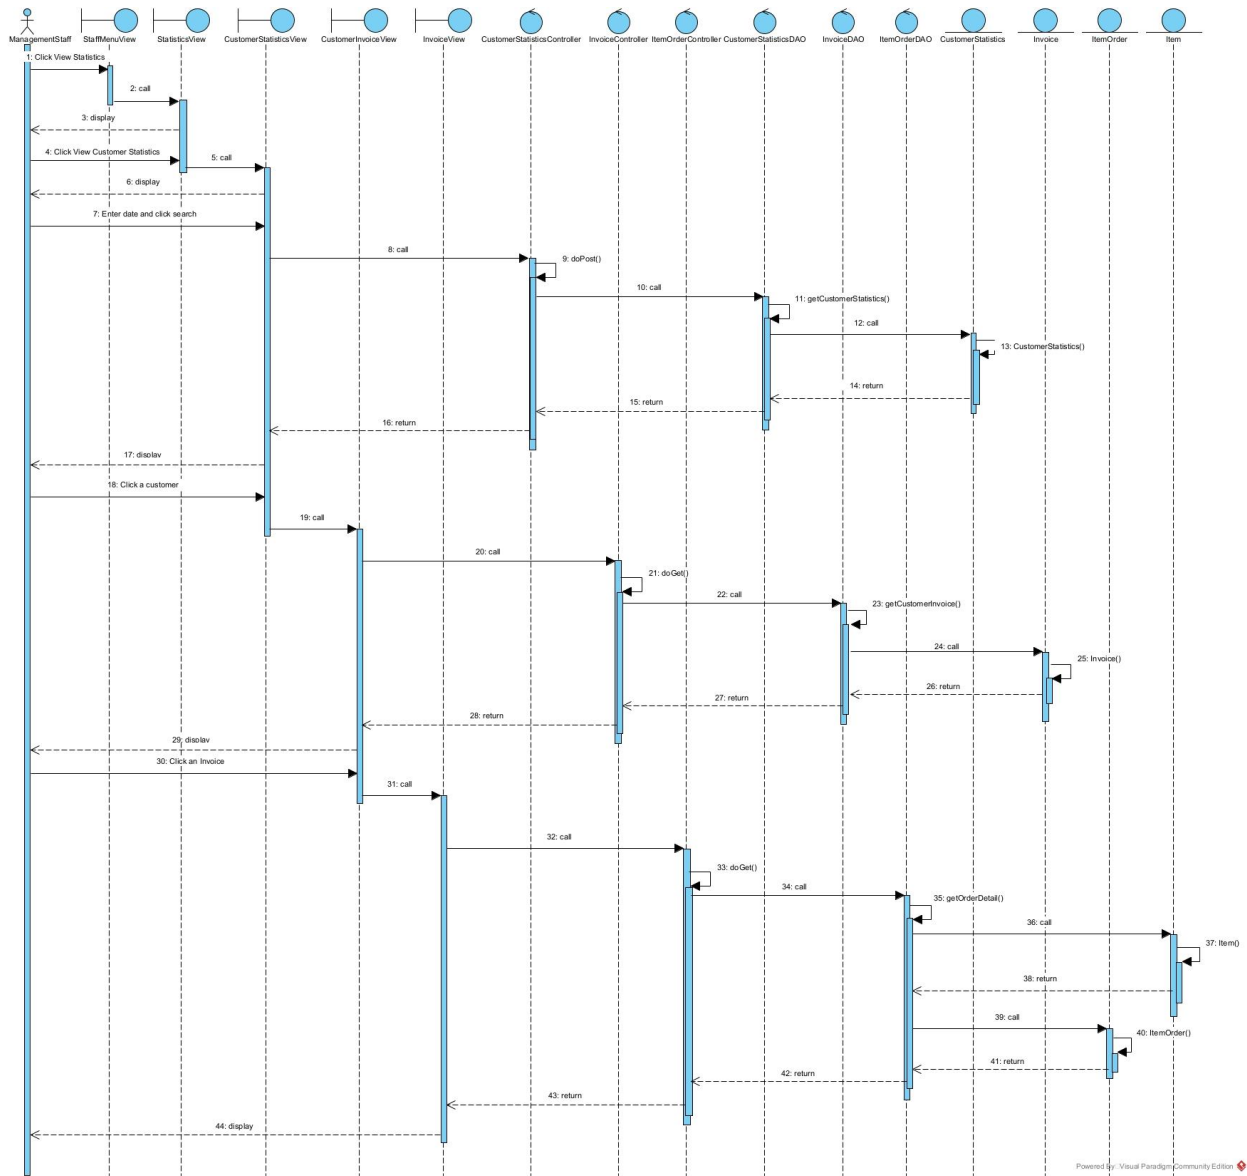 ManagementStaff
StaffMenuView
StatisticsView
CustomerStatisticsView
CustomerInvoiceView
InvoiceView
CustomerStatisticsController
InvoiceController
ItemOrderController
CustomerStatisticsDAO
InvoiceDAO
ItemOrderDAO
CustomerStatistics
Invoice
ItemOrder
Item
1: Click View Statistics
2: call
3: display
4: Click View Customer Statistics
5: call
6: display
7: Enter date and click search
8: call
9: doPost()
10: call
11: getCustomerStatistics()
12: call
13: CustomerStatistics()
14: return
15: return
16: return
17: display
18: Click a customer
19: call
20: call
21: doGet()
22: call
23: getCustomerInvoice()
24: call
25: Invoice()
26: return
27: return
28: return
29: display
30: Click an Invoice
31: call
32: call
33: doGet()
34: call
35: getOrderDetail()
36: call
37: Item()
38: return
39: call
40: ItemOrder()
41: return
42: return
43: return
44: display
Powered By: Visual Paradigm Community Edition